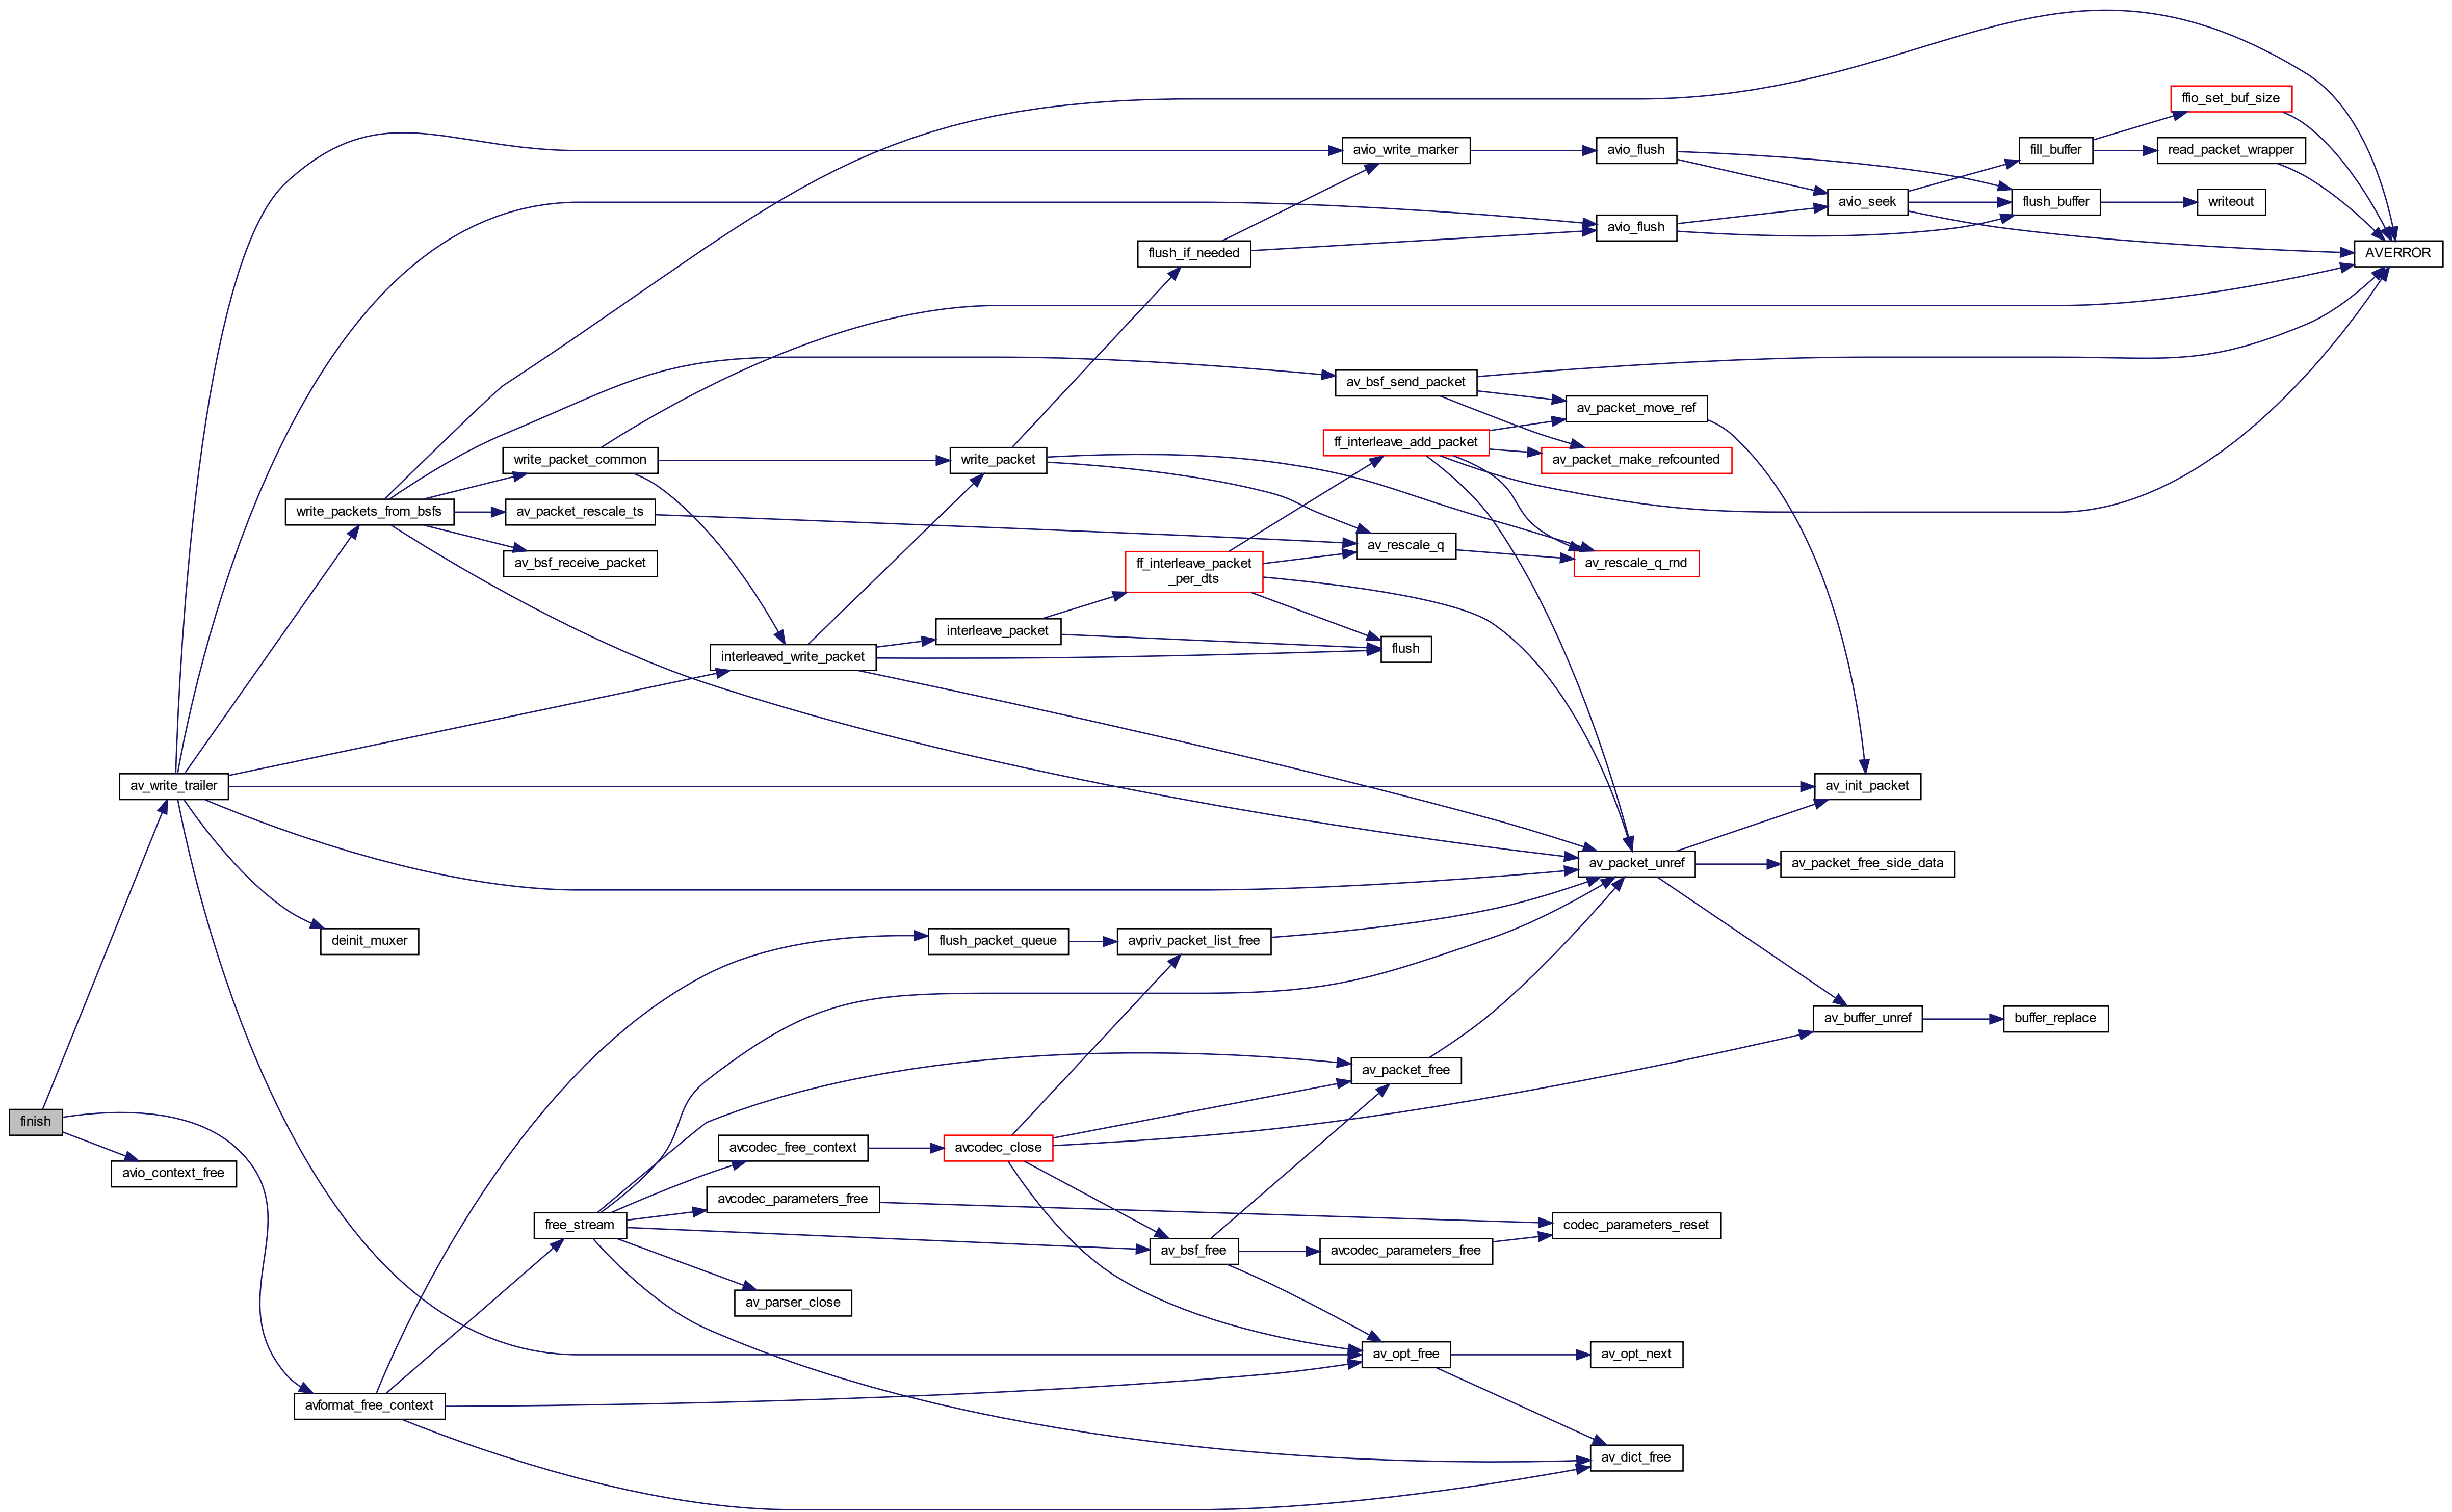 ffio_set_buf_size
avio_write_marker
avio_flush
fill_buffer
read_packet_wrapper
avio_seek
flush_buffer
writeout
flush_if_needed
avio_flush
AVERROR
av_bsf_send_packet
av_packet_move_ref
ff_interleave_add_packet
write_packet_common
write_packet
av_packet_make_refcounted
write_packets_from_bsfs
av_packet_rescale_ts
av_rescale_q
av_bsf_receive_packet
ff_interleave_packet
_per_dts
av_rescale_q_rnd
interleave_packet
flush
interleaved_write_packet
av_write_trailer
av_init_packet
av_packet_unref
av_packet_free_side_data
deinit_muxer
flush_packet_queue
avpriv_packet_list_free
av_buffer_unref
buffer_replace
av_packet_free
finish
avcodec_free_context
avcodec_close
avio_context_free
avcodec_parameters_free
free_stream
codec_parameters_reset
av_bsf_free
avcodec_parameters_free
av_parser_close
av_opt_free
av_opt_next
avformat_free_context
av_dict_free